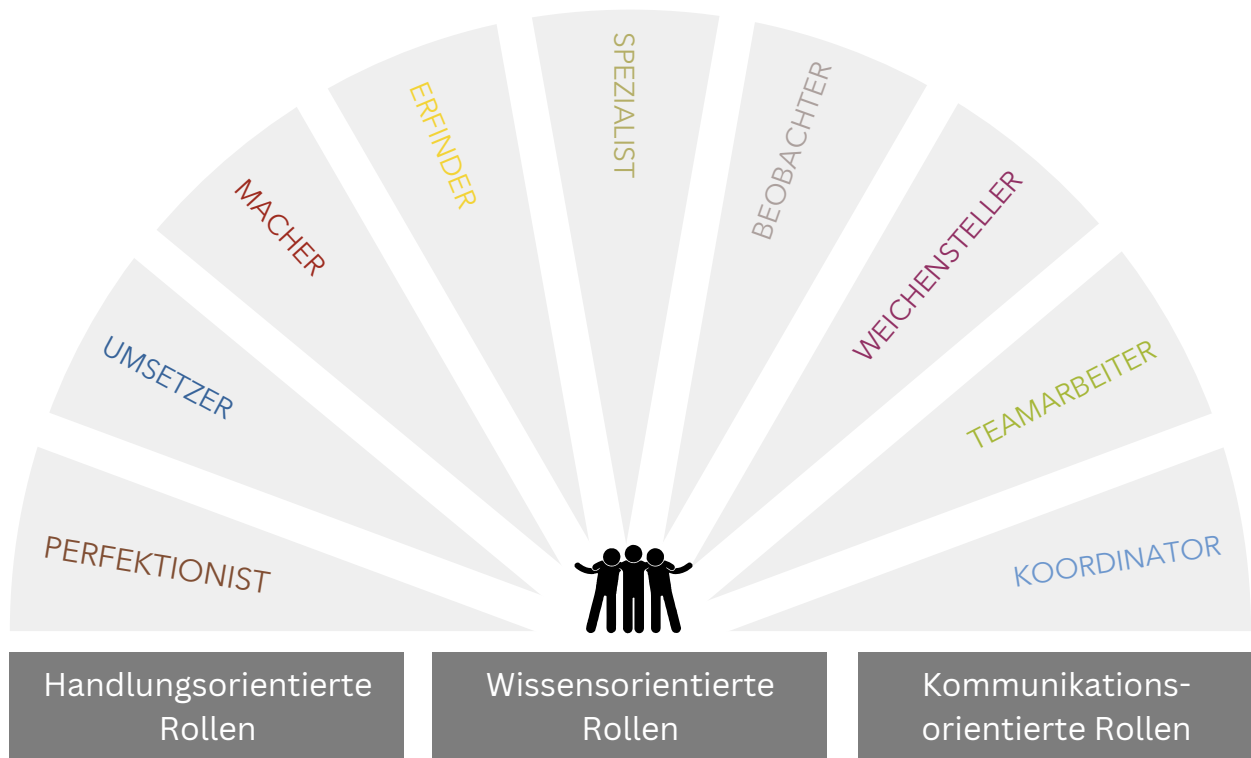 PERFEKTIONIST
UMSETZER
MACHER
ERFINDER
SPEZIALIST
BEOBACHTER
WEICHENSTELLER
TEAMARBEITER
KOORDINATOR
Handlungsorientierte
Rollen
Wissensorientierte
Rollen
Kommunikations-
orientierte Rollen